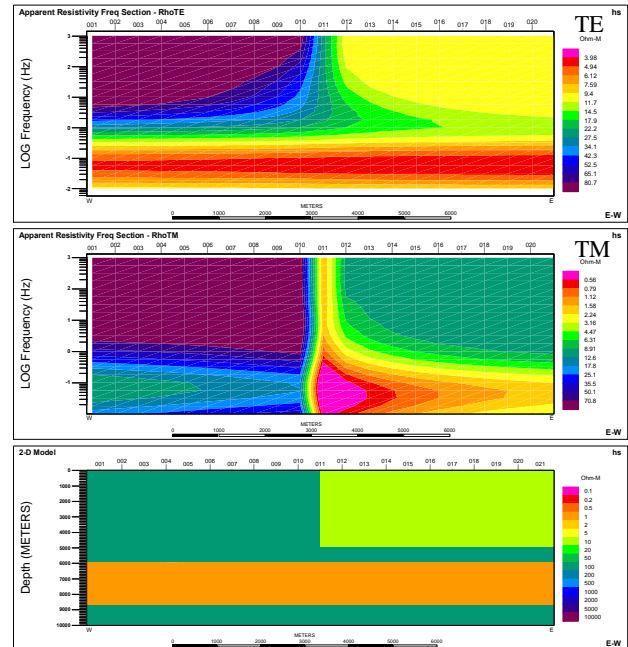 Apparent Resistivity Freq Section - RhoTE hs
001 002 003 004 005 006 007 008 009 010 011 012 013 014 015 016 017 018 019 020
TE
Ohm-M
LOG Frequency (Hz)
3
2
1
0
-1
-2
3.98
4.94
6.12
7.59
9.4
11.7
14.5
17.9
22.2
27.5
34.1
42.3
52.5
65.1
80.7
W E
METERS
0 1000 2000 3000 4000 5000 6000
E-W
Apparent Resistivity Freq Section - RhoTM hs
001 002 003 004 005 006 007 008 009 010 011 012 013 014 015 016 017 018 019 020
TM
Ohm-M
LOG Frequency (Hz)
3
2
1
0
-1
0.56
0.79
1.12
1.58
2.24
3.16
4.47
6.31
8.91
12.6
17.8
25.1
35.5
50.1
70.8
W E
METERS
0 1000 2000 3000 4000 5000 6000
E-W
2-D Model hs
001 002 003 004 005 006 007 008 009 010 011 012 013 014 015 016 017 018 019 020 021
Ohm-M
Depth (METERS)
0
1000
2000
3000
4000
5000
6000
7000
8000
9000
10000
0.1
0.2
0.5
1
2
5
10
20
50
100
200
500
1000
2000
5000
10000
W E
METERS
0 1000 2000 3000 4000 5000 6000
E-W